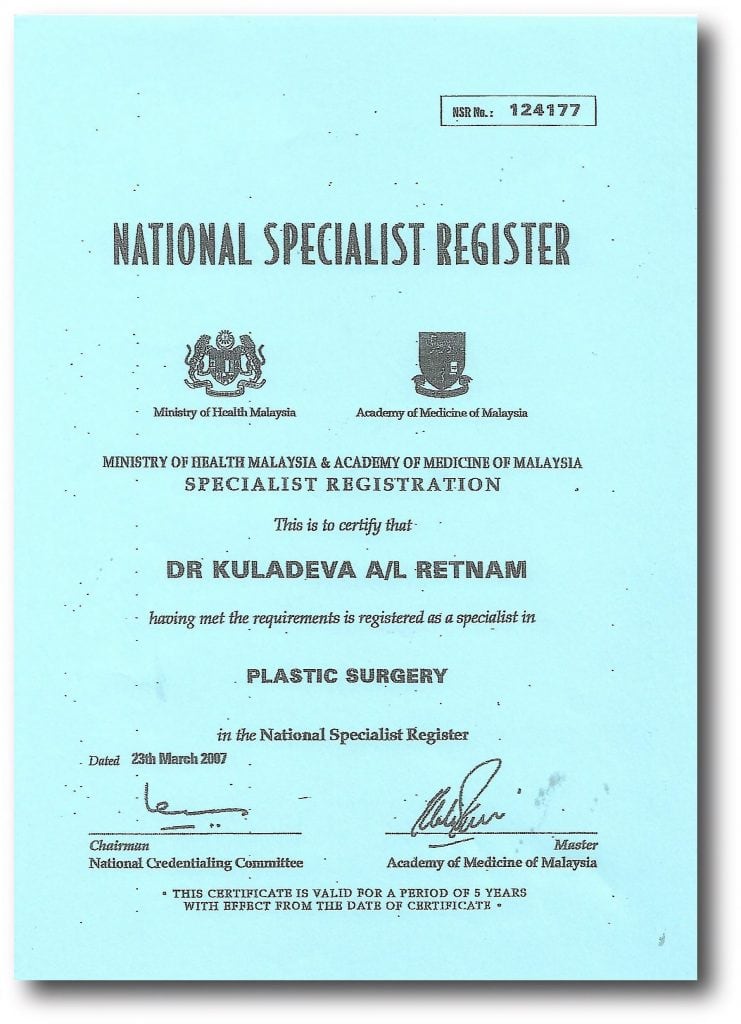 NSR No.: 124177
NATIONAL SPECIALIST REGISTER
Ministry of Health Malaysia
Academy of Medicine of Malaysia
MINISTRY OF HEALTH MALAYSIA & ACADEMY OF MEDICINE OF MALAYSIA
SPECIALIST REGISTRATION
This is to certify that
DR KULADEVA A/L RETNAM
having met the requirements is registered as a specialist in
PLASTIC SURGERY
in the National Specialist Register
Dated 23th March 2007
Chairman
National Credentialing Committee
Master
Academy of Medicine of Malaysia
* THIS CERTIFICATE IS VALID FOR A PERIOD OF 5 YEARS
WITH EFFECT FROM THE DATE OF CERTIFICATE *